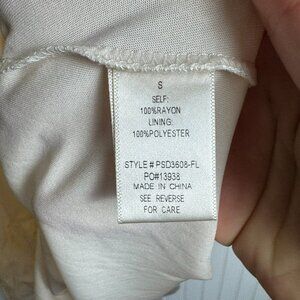 S
SELF:
100%RAYON
LINING:
100%POLYESTER
STYLE # PSD3608-FL
PO#13938
MADE IN CHINA
SEE REVERSE
FOR CARE